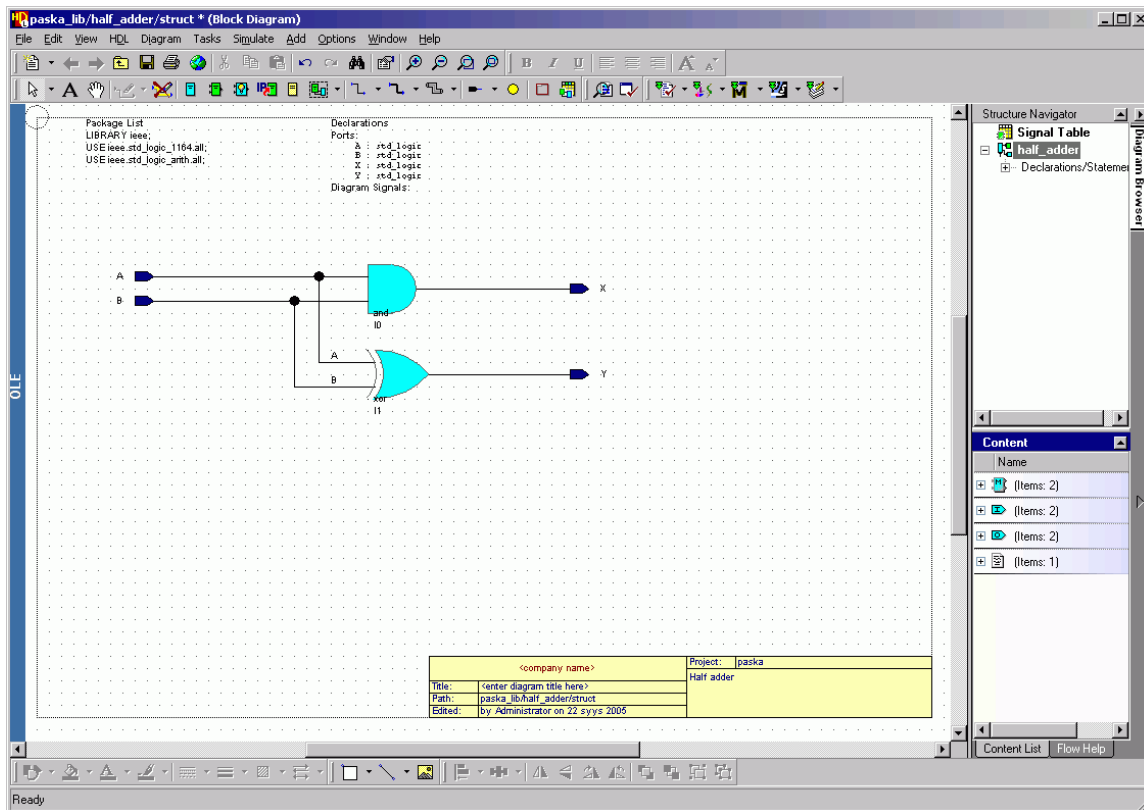 paska_lib/half_adder/struct * (Block Diagram)
File Edit View HDL Diagram Tasks Simulate Add Options Window Help
Package List
LIBRARY ieee;
USE ieee.std_logic_1164.all;
USE ieee.std_logic_arith.all;
Declarations
Ports:
A : std_logic
B : std_logic
X : std_logic
Y : std_logic
Diagram Signals:
A
B
and
I0
X
A
B
xor
I1
Y
OLE
<company name>
Title: <enter diagram title here>
Path: paska_lib/half_adder/struct
Edited: by Administrator on 22 syys 2005
Project: paska
Half adder
Structure Navigator
Signal Table
half_adder
Declarations/Statemer
Diagram Browser
Content
Name
(Items: 2)
(Items: 2)
(Items: 2)
(Items: 1)
Content List Flow Help
Ready